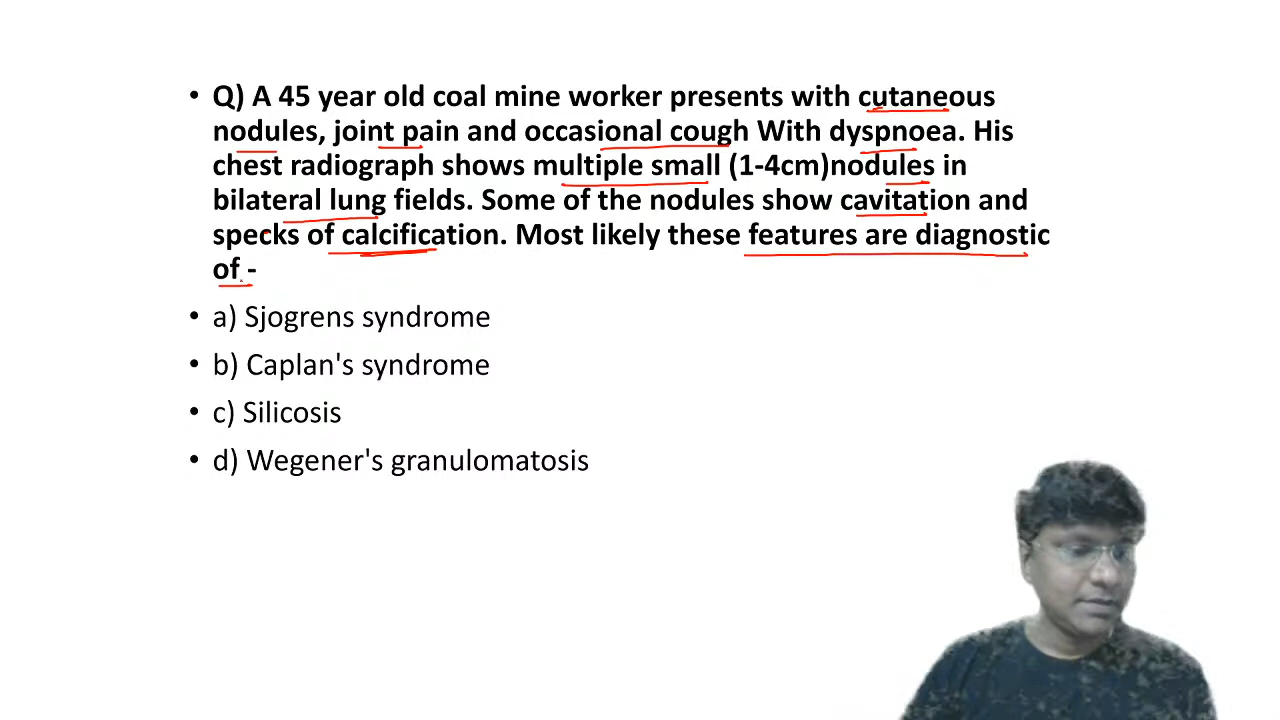 • Q) A 45 year old coal mine worker presents with cutaneous
nodules, joint pain and occasional cough With dyspnoea. His
chest radiograph shows multiple small (1-4cm)nodules in
bilateral lung fields. Some of the nodules show cavitation and
specks of calcification. Most likely these features are diagnostic
of -
• a) Sjogrens syndrome
• b) Caplan's syndrome
• c) Silicosis
• d) Wegener's granulomatosis